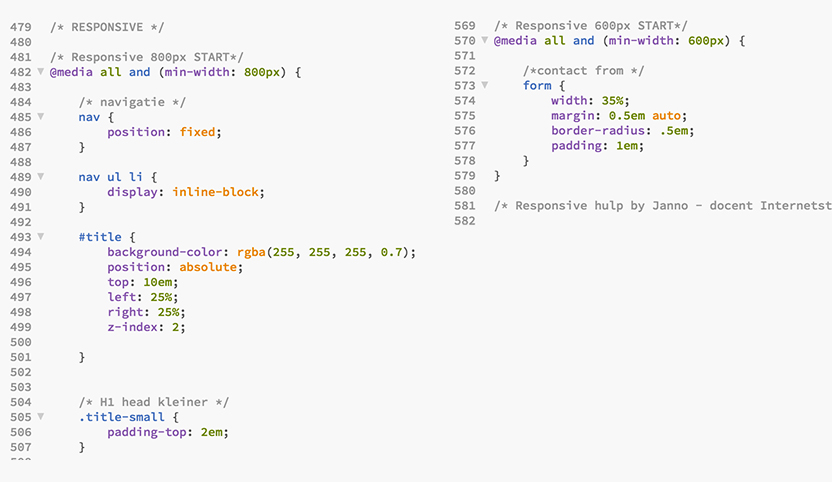 479 /* RESPONSIVE */
480
481 /* Responsive 800px START*/
482 @media all and (min-width: 800px) {
483
484 /* navigatie */
485 nav {
486 position: fixed;
487 }
488
489 nav ul li {
490 display: inline-block;
491 }
492
493 #title {
494 background-color: rgba(255, 255, 255, 0.7);
495 position: absolute;
496 top: 10em;
497 left: 25%;
498 right: 25%;
499 z-index: 2;
500
501 }
502
503
504 /* H1 head kleiner */
505 .title-small {
506 padding-top: 2em;
507 }
569 /* Responsive 600px START*/
570 @media all and (min-width: 600px) {
571
572 /*contact from */
573 form {
574 width: 35%;
575 margin: 0.5em auto;
576 border-radius: .5em;
577 padding: 1em;
578 }
579 }
580
581 /* Responsive hulp by Janno - docent Internetst
582